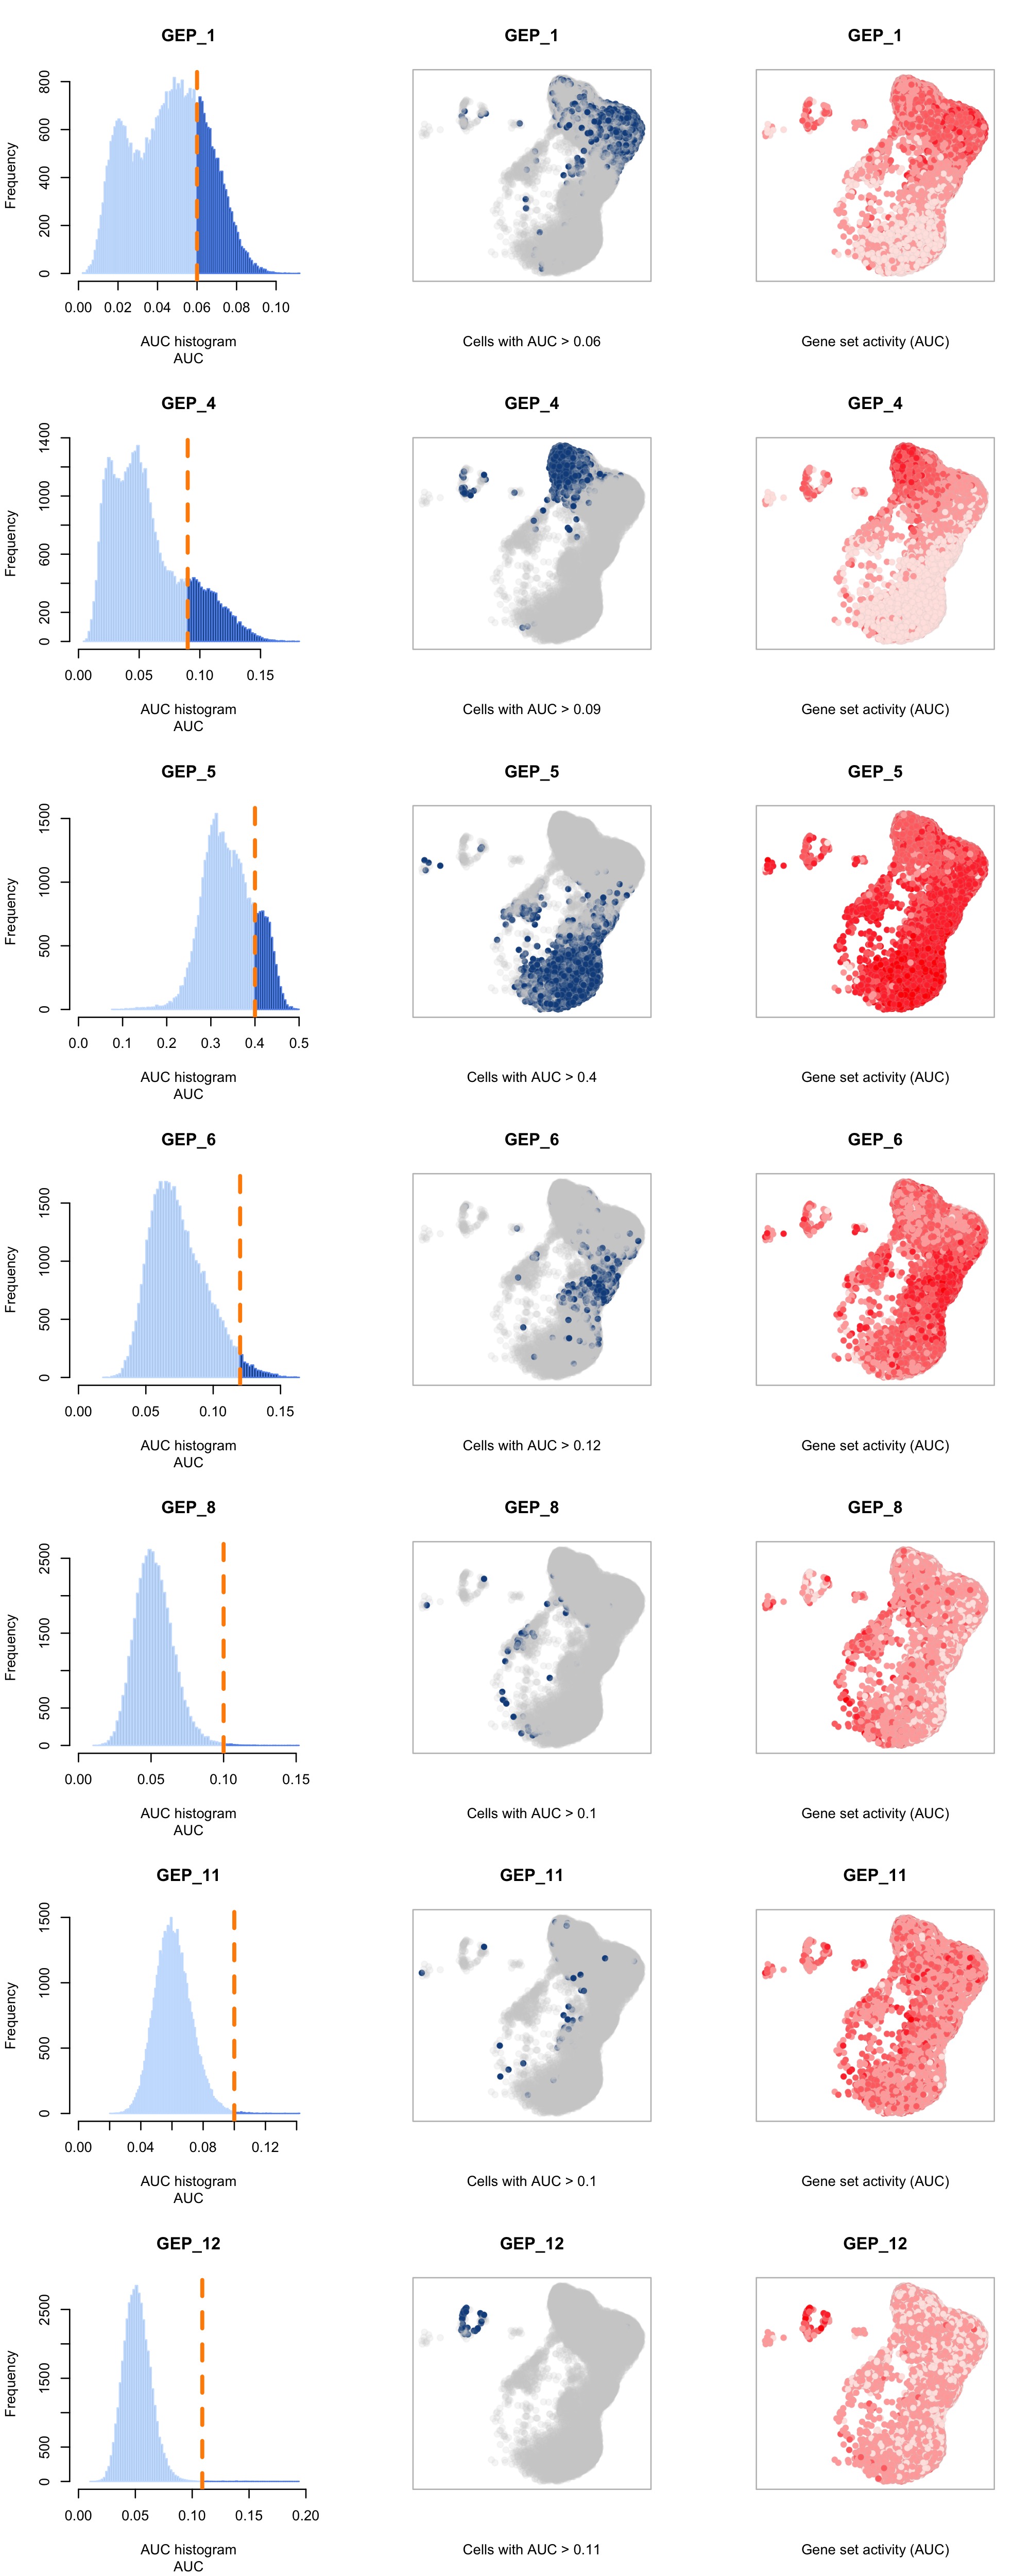 GEP_1 GEP_1 GEP_1
Frequency
800
600
400
200
0
0.00 0.02 0.04 0.06 0.08 0.10
AUC histogram Cells with AUC > 0.06 Gene set activity (AUC)
AUC
GEP_4 GEP_4 GEP_4
Frequency
1400
1000
600
200
0
0.00 0.05 0.10 0.15
AUC histogram Cells with AUC > 0.09 Gene set activity (AUC)
AUC
GEP_5 GEP_5 GEP_5
Frequency
1500
1000
500
0
0.0 0.1 0.2 0.3 0.4 0.5
AUC histogram Cells with AUC > 0.4 Gene set activity (AUC)
AUC
GEP_6 GEP_6 GEP_6
Frequency
1500
1000
500
0
0.00 0.05 0.10 0.15
AUC histogram Cells with AUC > 0.12 Gene set activity (AUC)
AUC
GEP_8 GEP_8 GEP_8
Frequency
2500
1500
500
0
0.00 0.05 0.10 0.15
AUC histogram Cells with AUC > 0.1 Gene set activity (AUC)
AUC
GEP_11 GEP_11 GEP_11
Frequency
1500
1000
500
0
0.00 0.04 0.08 0.12
AUC histogram Cells with AUC > 0.1 Gene set activity (AUC)
AUC
GEP_12 GEP_12 GEP_12
Frequency
2500
1500
500
0
0.00 0.05 0.10 0.15 0.20
AUC histogram Cells with AUC > 0.11 Gene set activity (AUC)
AUC